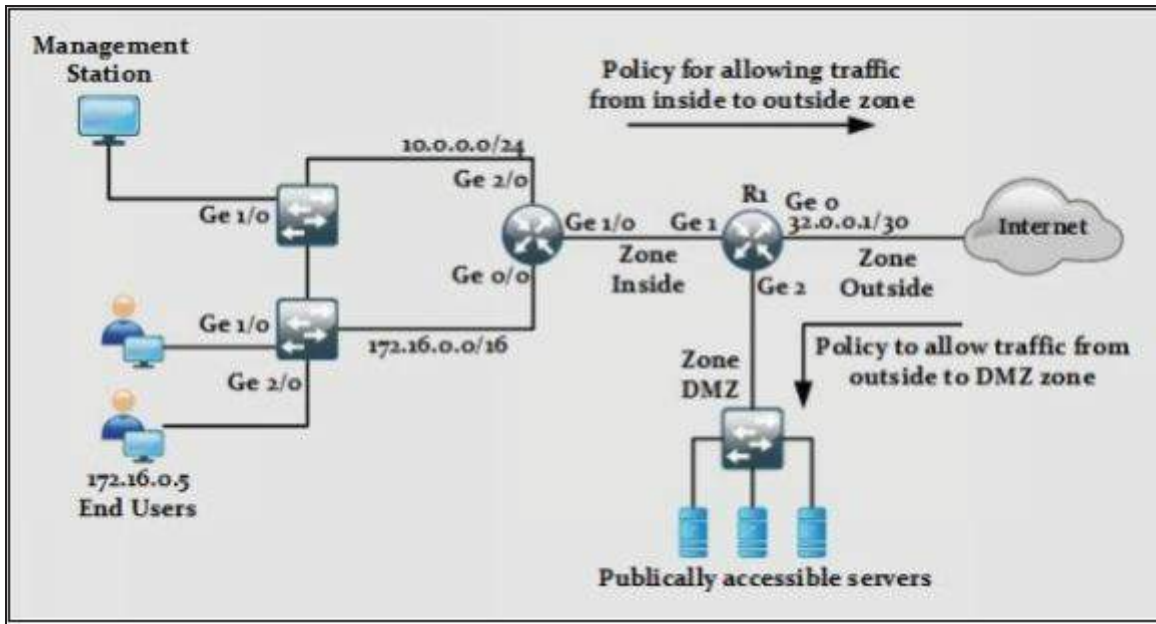 Management
Station
Policy for allowing traffic
from inside to outside zone
10.0.0.0/24
Ge 2/0
Ge 1/0
R1
Ge 0
32.0.0.1/30
Ge 1/0
Ge 1
Internet
Zone
Inside
Zone
Outside
Ge 0/0
Ge 2
Ge 1/0
172.16.0.0/16
Ge 2/0
Zone
DMZ
Policy to allow traffic from
outside to DMZ zone
172.16.0.5
End Users
Publically accessible servers